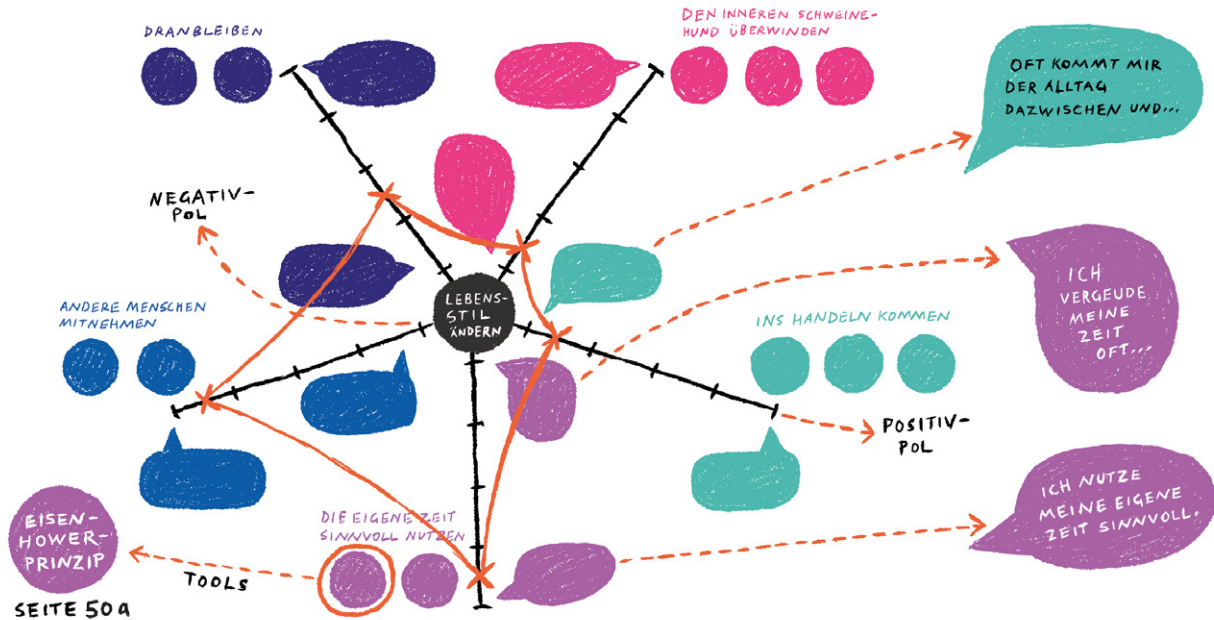 DRANBLEIBEN
DEN INNEREN SCHWEINE-
HUND ÜBERWINDEN
OFT KOMMT MIR
DER ALLTAG
DAZWISCHEN UND...
NEGATIV-
POL
LEBENS-
STIL
ÄNDERN
ICH
VERGEUDE
MEINE
ZEIT
OFT...
ANDERE MENSCHEN
MITNEHMEN
INS HANDELN KOMMEN
POSITIV-
POL
ICH NUTZE
MEINE EIGENE
ZEIT SINNVOLL.
DIE EIGENE ZEIT
SINNVOLL NUTZEN
EISEN-
HOWER-
PRINZIP
TOOLS
SEITE 50A